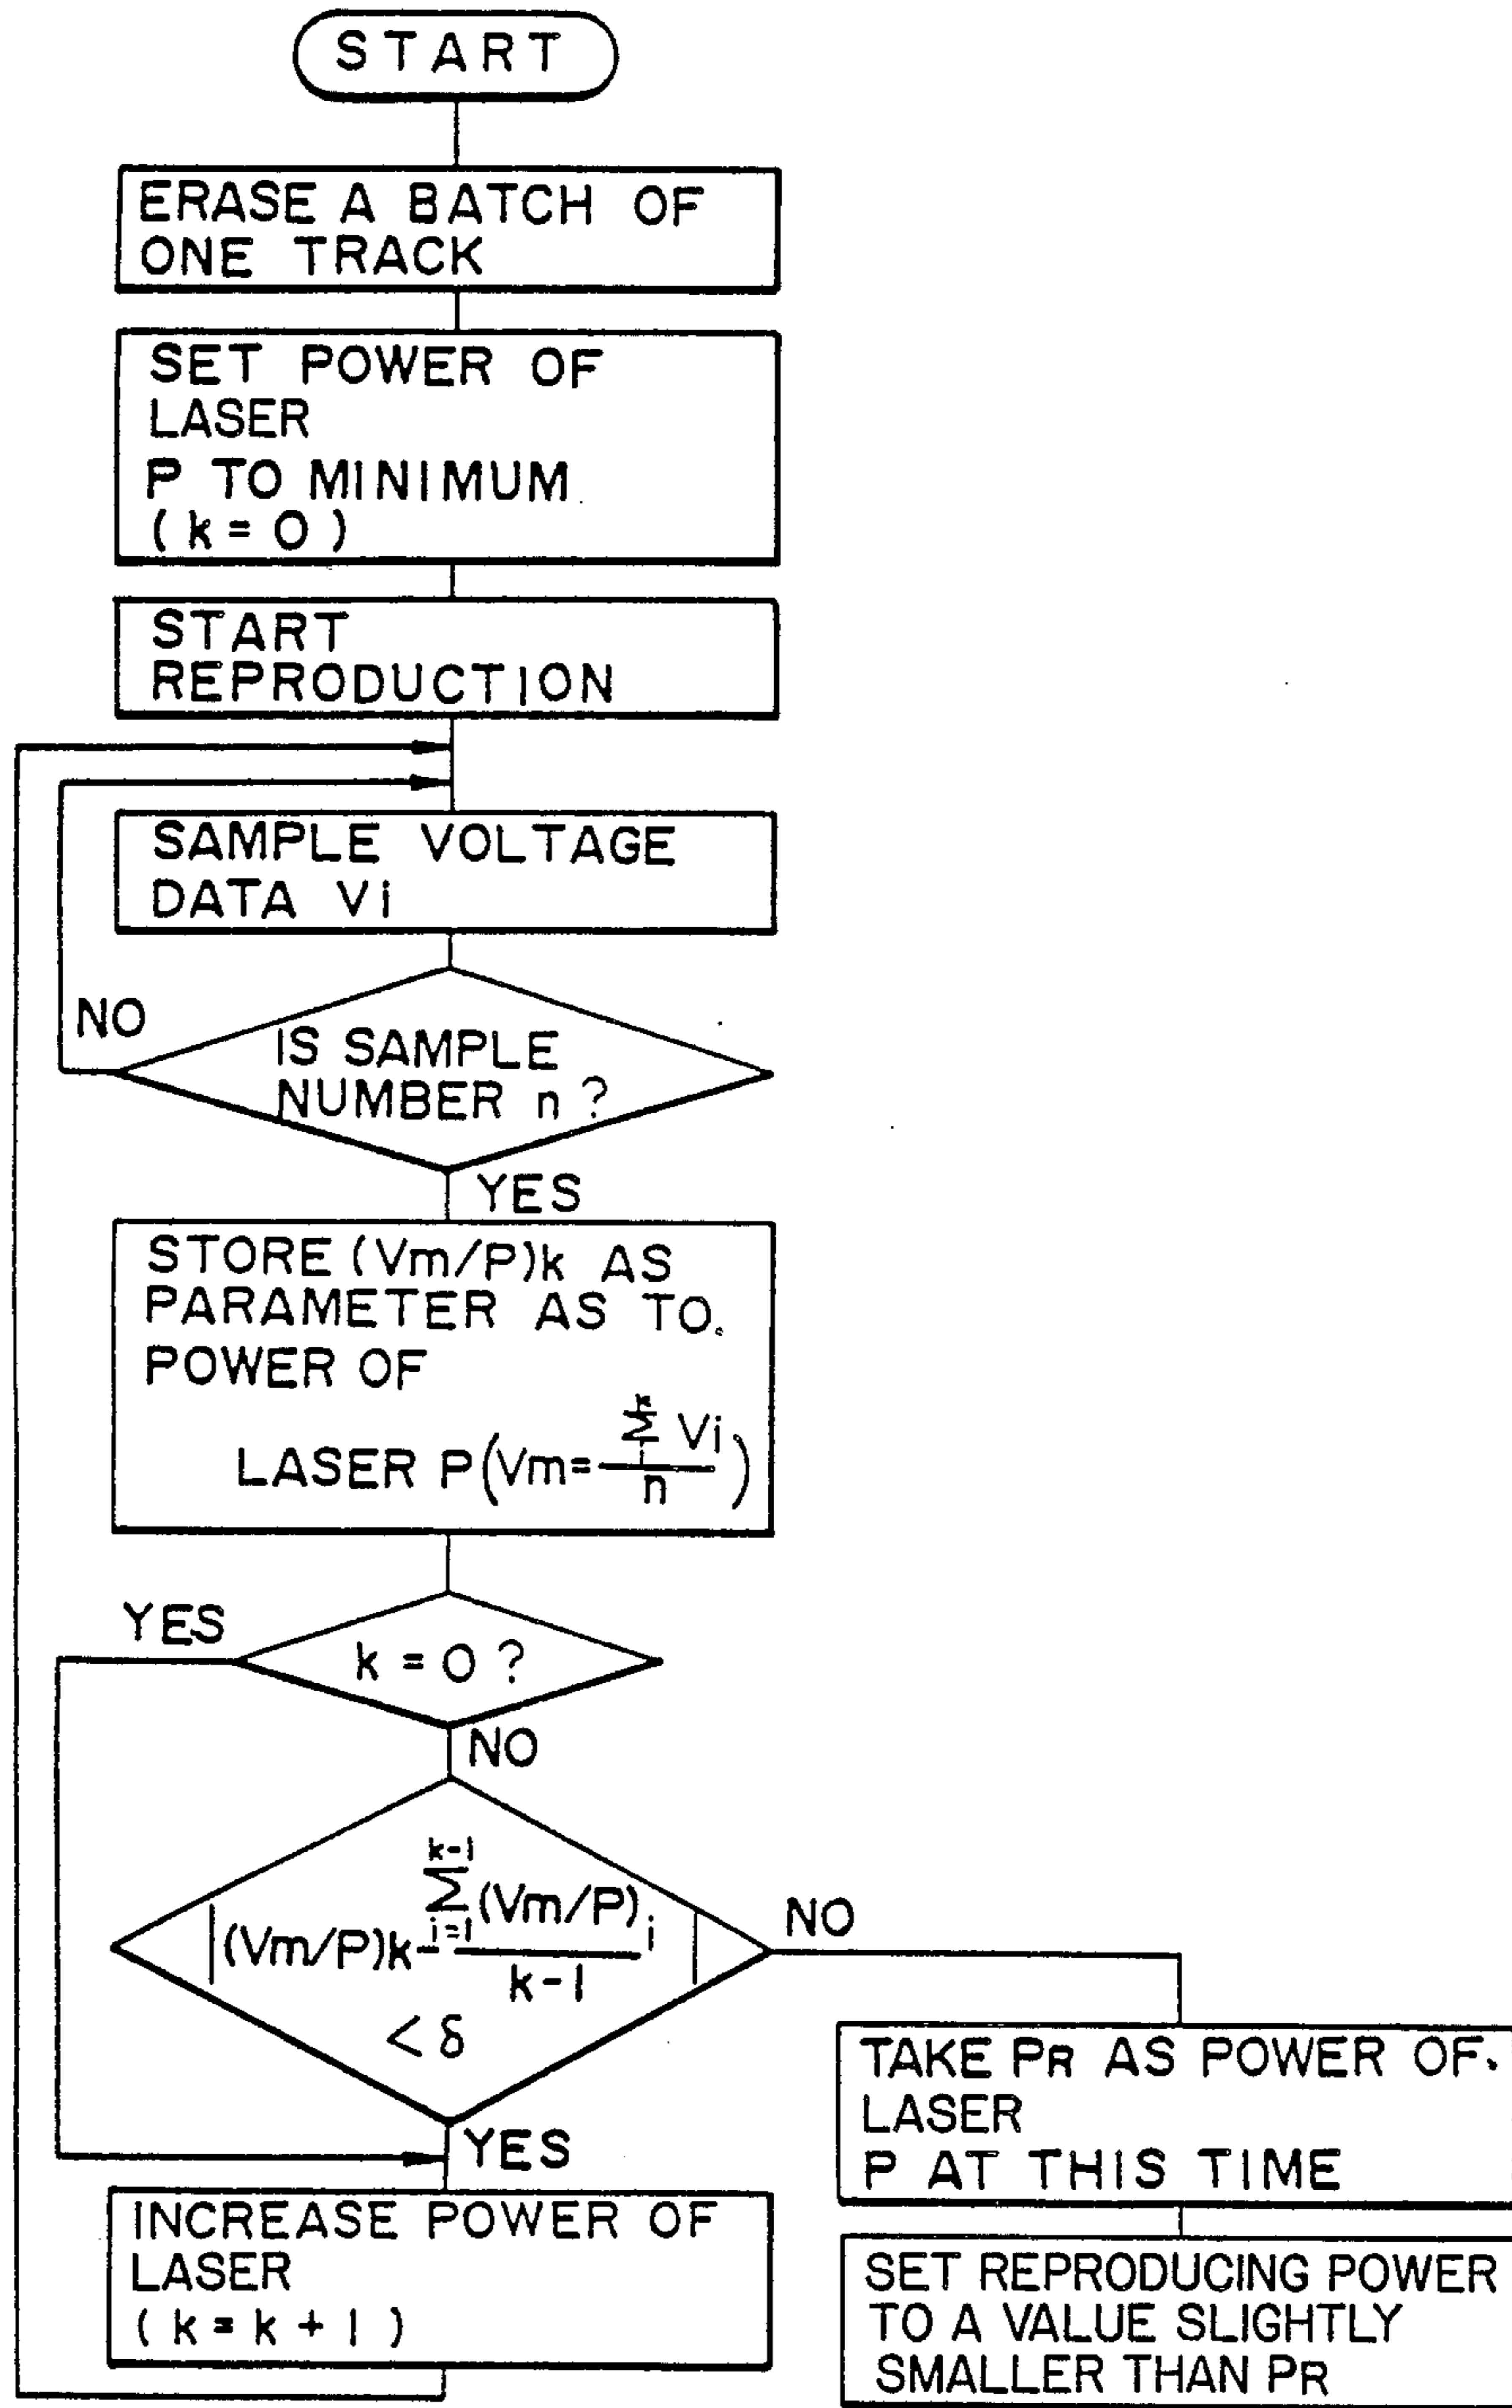 START
ERASE A BATCH OF
ONE TRACK
SET POWER OF
LASER
P TO MINIMUM
(k=0)
START
REPRODUCTION
SAMPLE VOLTAGE
DATA Vi
NO
IS SAMPLE
NUMBER n?
YES
STORE (Vm/P)k AS
PARAMETER AS TO.
POWER OF
LASER P(Vm=Σ Vi/n)
YES
k=0?
NO
|(Vm/P)k-Σ^{k-1}_{i=1}(Vm/P)i/k-1|
<δ
NO
YES
INCREASE POWER OF
LASER
(k=k+1)
TAKE PR AS POWER OF.
LASER
P AT THIS TIME
SET REPRODUCING POWER
TO A VALUE SLIGHTLY
SMALLER THAN PR